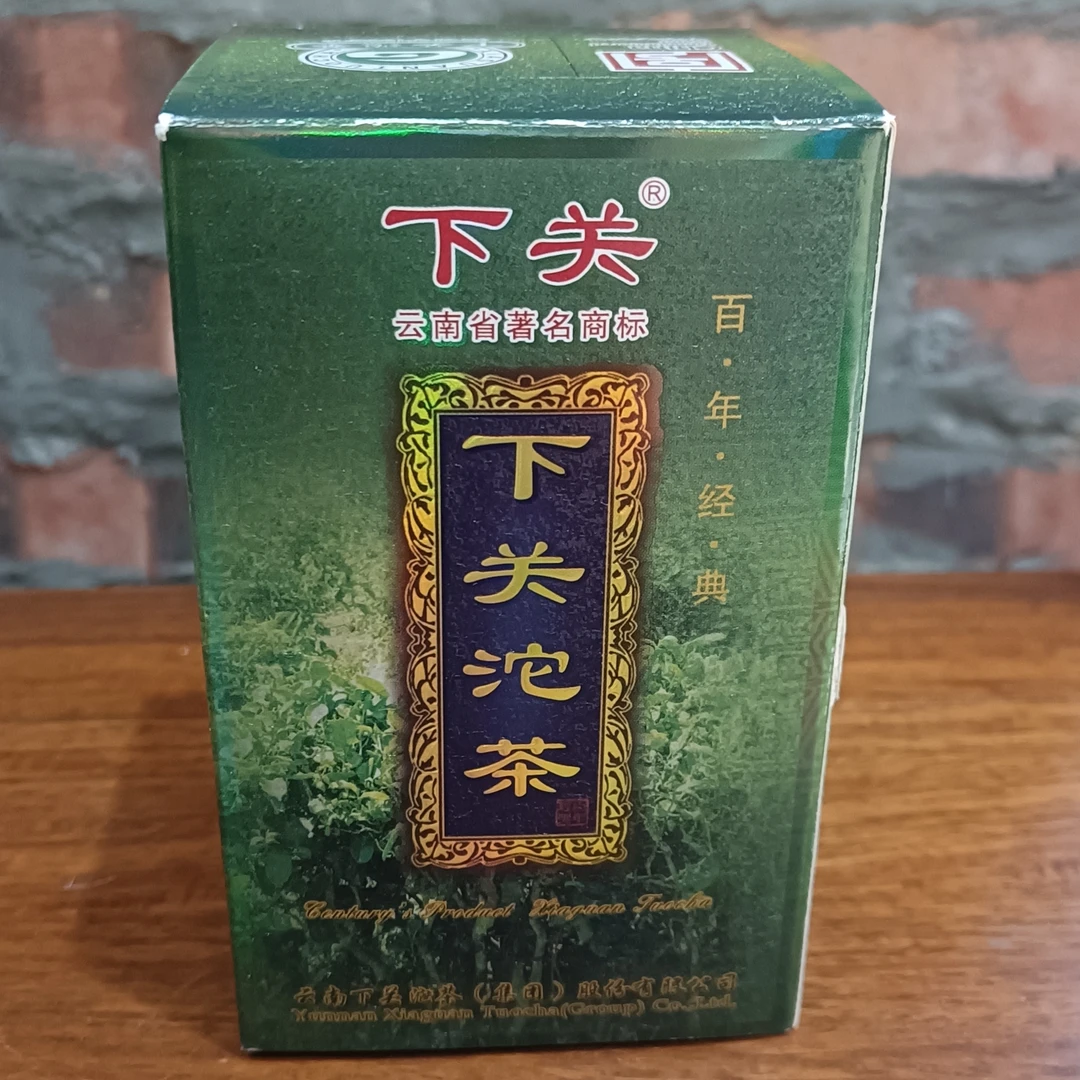 下关®
云南省著名商标
百·年·经·典
下关沱茶
Century's Product Xiaguan Tuocha
云南下关沱茶(集团)股份有限公司
Yunnan Xiaguan Tuocha(Group) Co.,Ltd.